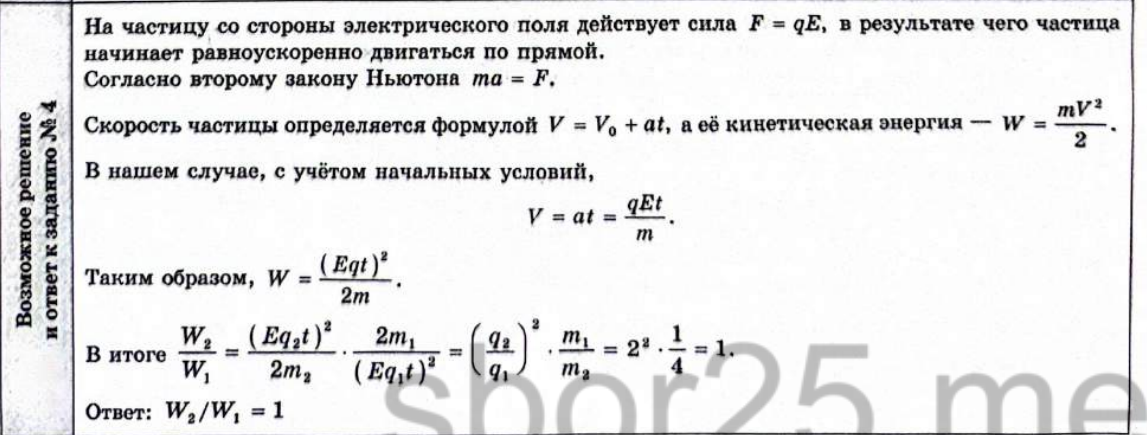 Возможное решение
и ответ к заданию № 4
На частицу со стороны электрического поля действует сила F = qE, в результате чего частица
начинает равноускоренно двигаться по прямой.
Согласно второму закону Ньютона ma = F.
Скорость частицы определяется формулой V = V₀ + at, а её кинетическая энергия — W = mV²/2.
В нашем случае, с учётом начальных условий,
V = at = qEt/m.
Таким образом, W = (Eqt)²/2m.
В итоге W₂/W₁ = (Eq₂t)²/2m₂ · 2m₁/(Eq₁t)² = (q₂/q₁)² · m₁/m₂ = 2² · 1/4 = 1.
Ответ: W₂/W₁ = 1
sbor25.me